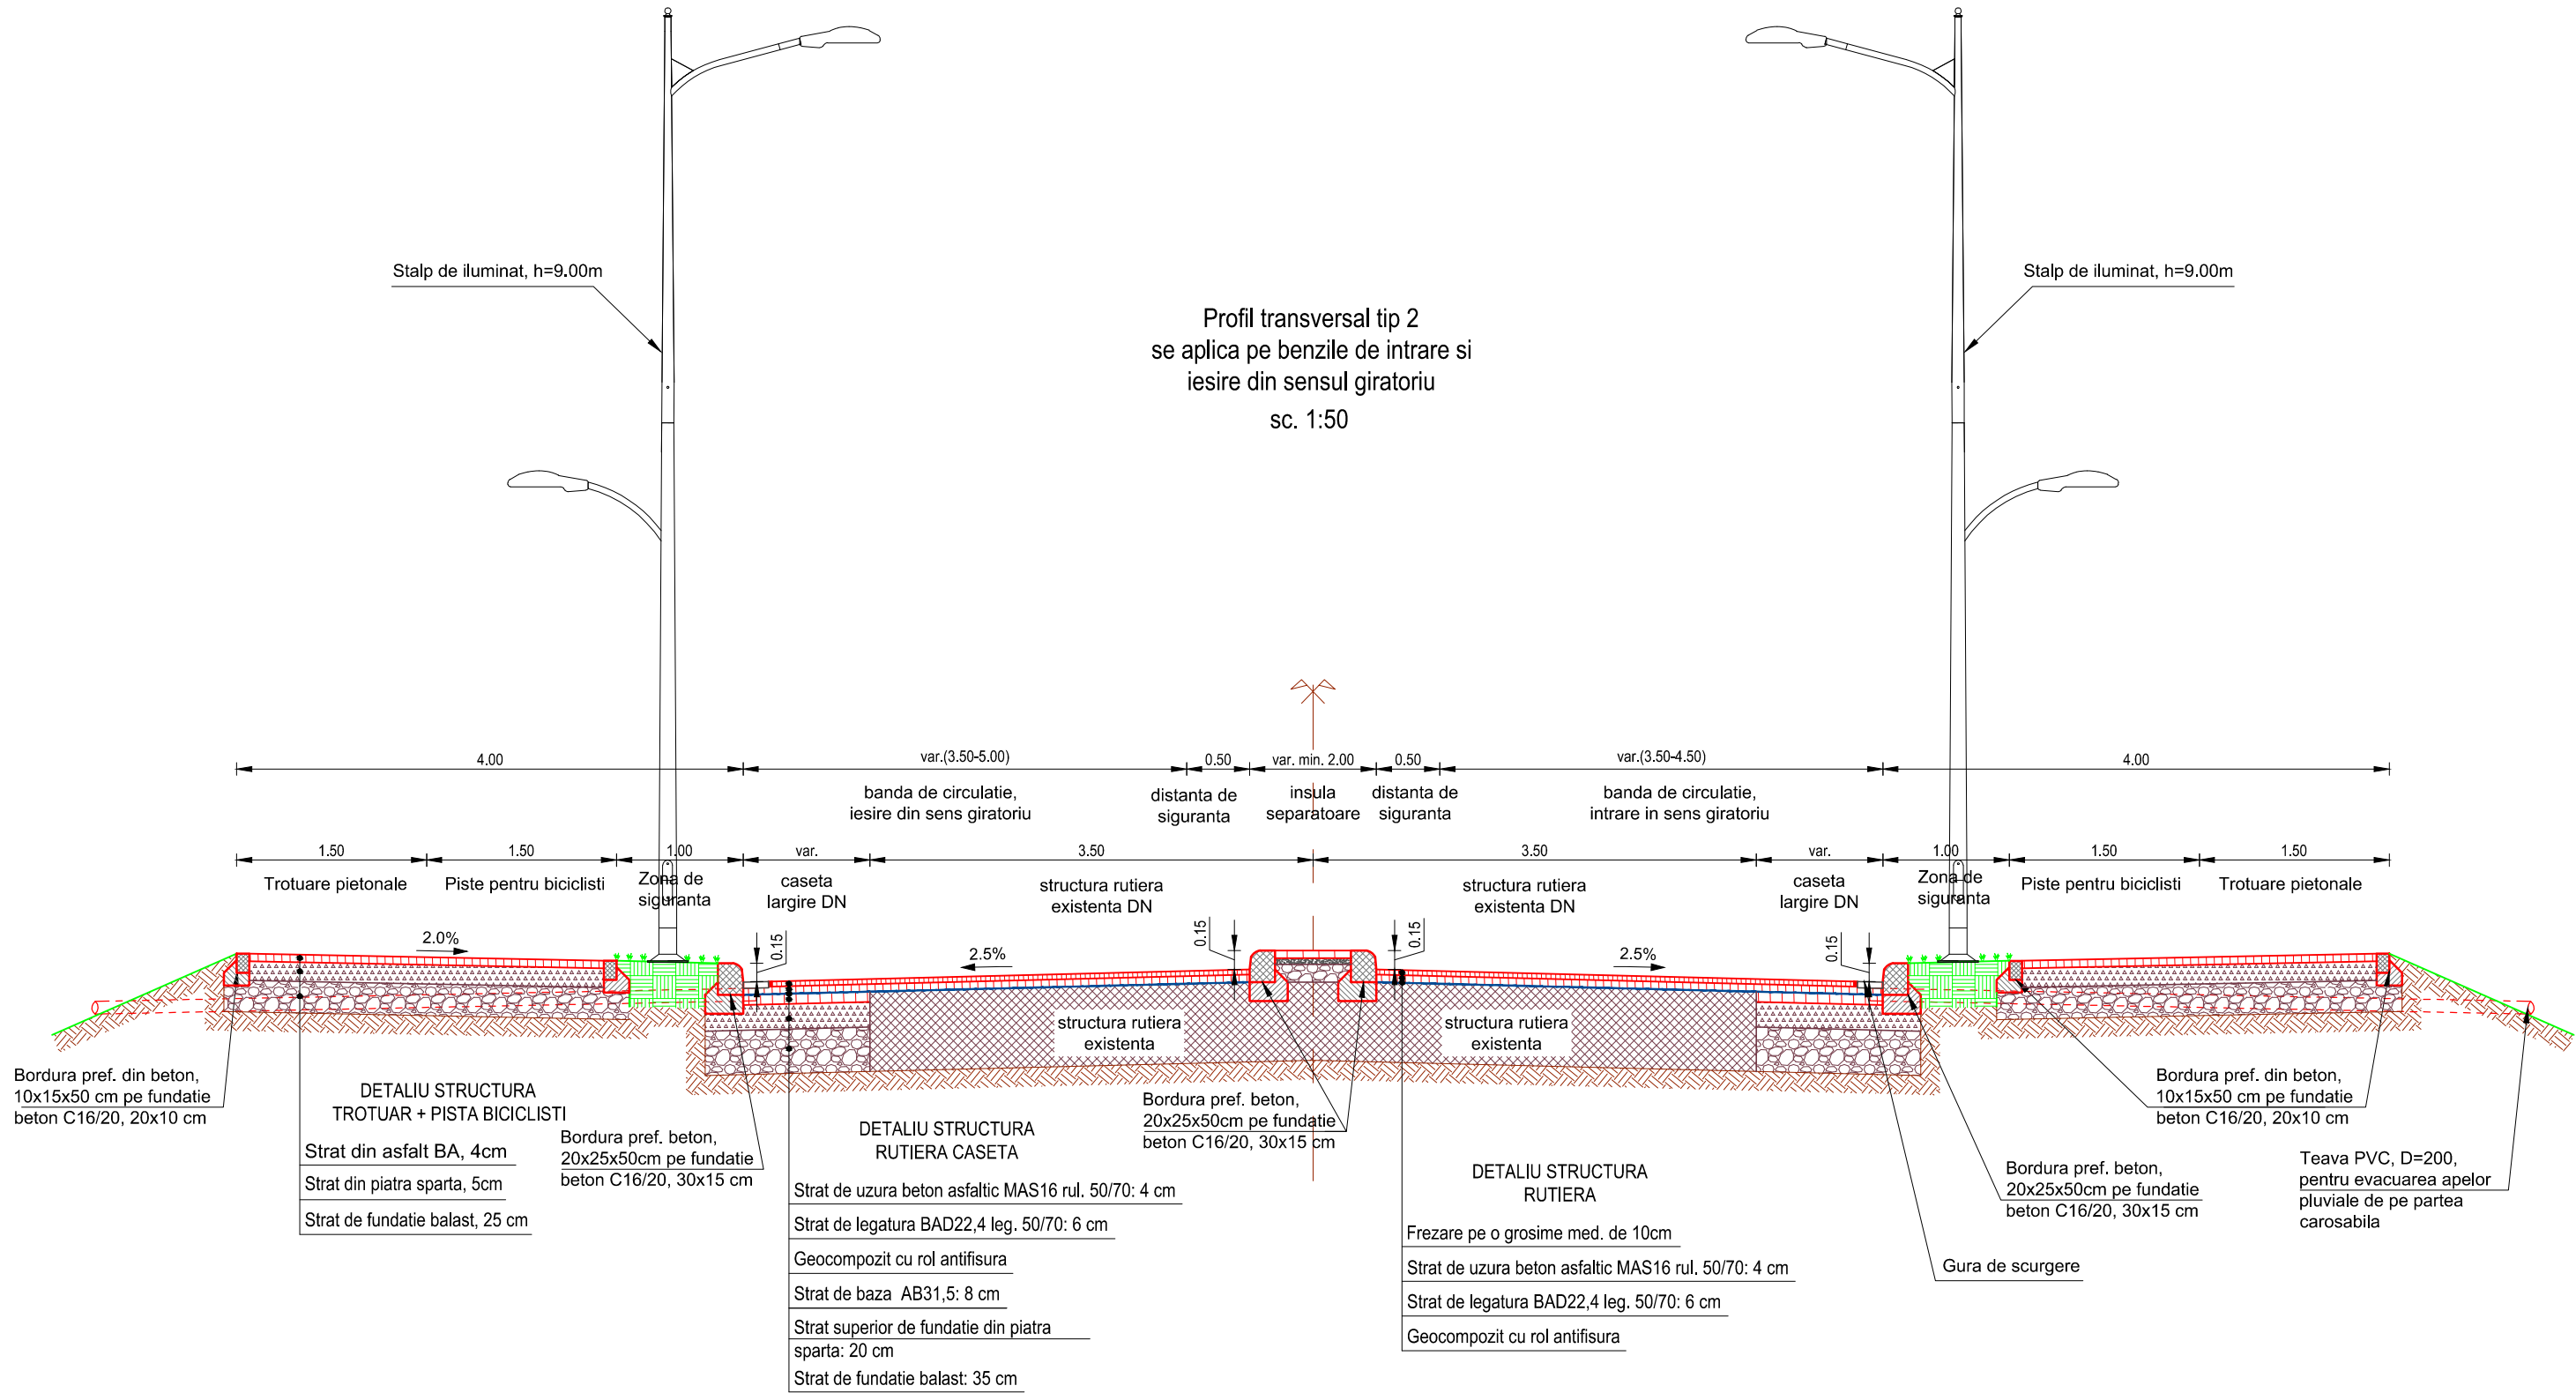 Stalp de iluminat, h=9.00m
Stalp de iluminat, h=9.00m
Profil transversal tip 2
se aplica pe benzile de intrare si
iesire din sensul giratoriu
sc. 1:50
4.00
var.(3.50-5.00)
0.50
var. min. 2.00
0.50
var.(3.50-4.50)
4.00
banda de circulatie,
iesire din sens giratoriu
distanta de
siguranta
insula
separatoare
distanta de
siguranta
banda de circulatie,
intrare in sens giratoriu
1.50
1.50
1.00
var.
3.50
3.50
var.
1.00
1.50
1.50
Trotuare pietonale
Piste pentru biciclisti
Zona de
siguranta
caseta
largire DN
structura rutiera
existenta DN
structura rutiera
existenta DN
caseta
largire DN
Zona de
siguranta
Piste pentru biciclisti
Trotuare pietonale
2.0%
0.15
2.5%
0.15
0.15
2.5%
0.15
structura rutiera
existenta
structura rutiera
existenta
Bordura pref. din beton,
10x15x50 cm pe fundatie
beton C16/20, 20x10 cm
DETALIU STRUCTURA
TROTUAR + PISTA BICICLISTI
Strat din asfalt BA, 4cm
Strat din piatra sparta, 5cm
Strat de fundatie balast, 25 cm
Bordura pref. beton,
20x25x50cm pe fundatie
beton C16/20, 30x15 cm
DETALIU STRUCTURA
RUTIERA CASETA
Strat de uzura beton asfaltic MAS16 rul. 50/70: 4 cm
Strat de legatura BAD22,4 leg. 50/70: 6 cm
Geocompozit cu rol antifisura
Strat de baza AB31,5: 8 cm
Strat superior de fundatie din piatra
sparta: 20 cm
Strat de fundatie balast: 35 cm
Bordura pref. beton,
20x25x50cm pe fundatie
beton C16/20, 30x15 cm
DETALIU STRUCTURA
RUTIERA
Frezare pe o grosime med. de 10cm
Strat de uzura beton asfaltic MAS16 rul. 50/70: 4 cm
Strat de legatura BAD22,4 leg. 50/70: 6 cm
Geocompozit cu rol antifisura
Bordura pref. din beton,
10x15x50 cm pe fundatie
beton C16/20, 20x10 cm
Bordura pref. beton,
20x25x50cm pe fundatie
beton C16/20, 30x15 cm
Gura de scurgere
Teava PVC, D=200,
pentru evacuarea apelor
pluviale de pe partea
carosabila